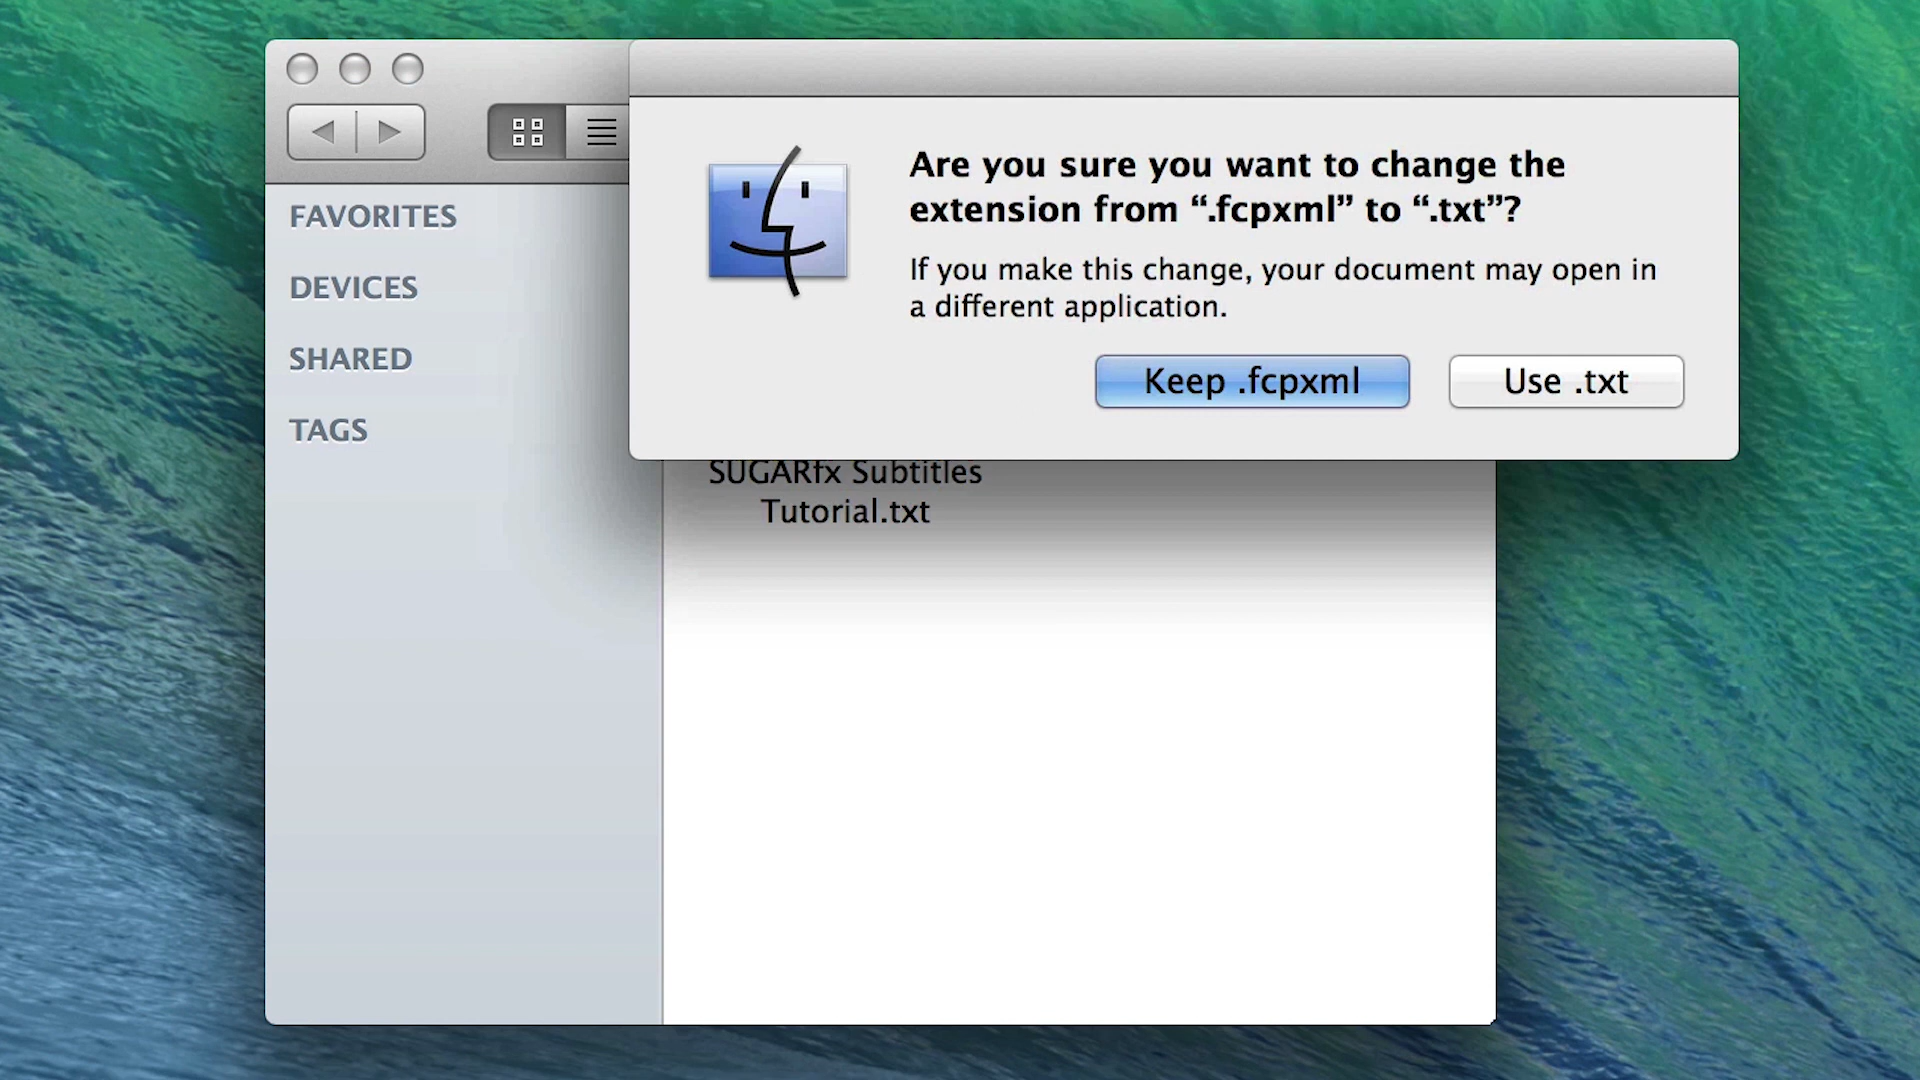 FAVORITES
DEVICES
SHARED
TAGS
Are you sure you want to change the
extension from “.fcpxml” to “.txt”?
If you make this change, your document may open in
a different application.
Keep .fcpxml
Use .txt
SUGARfx Subtitles
Tutorial.txt